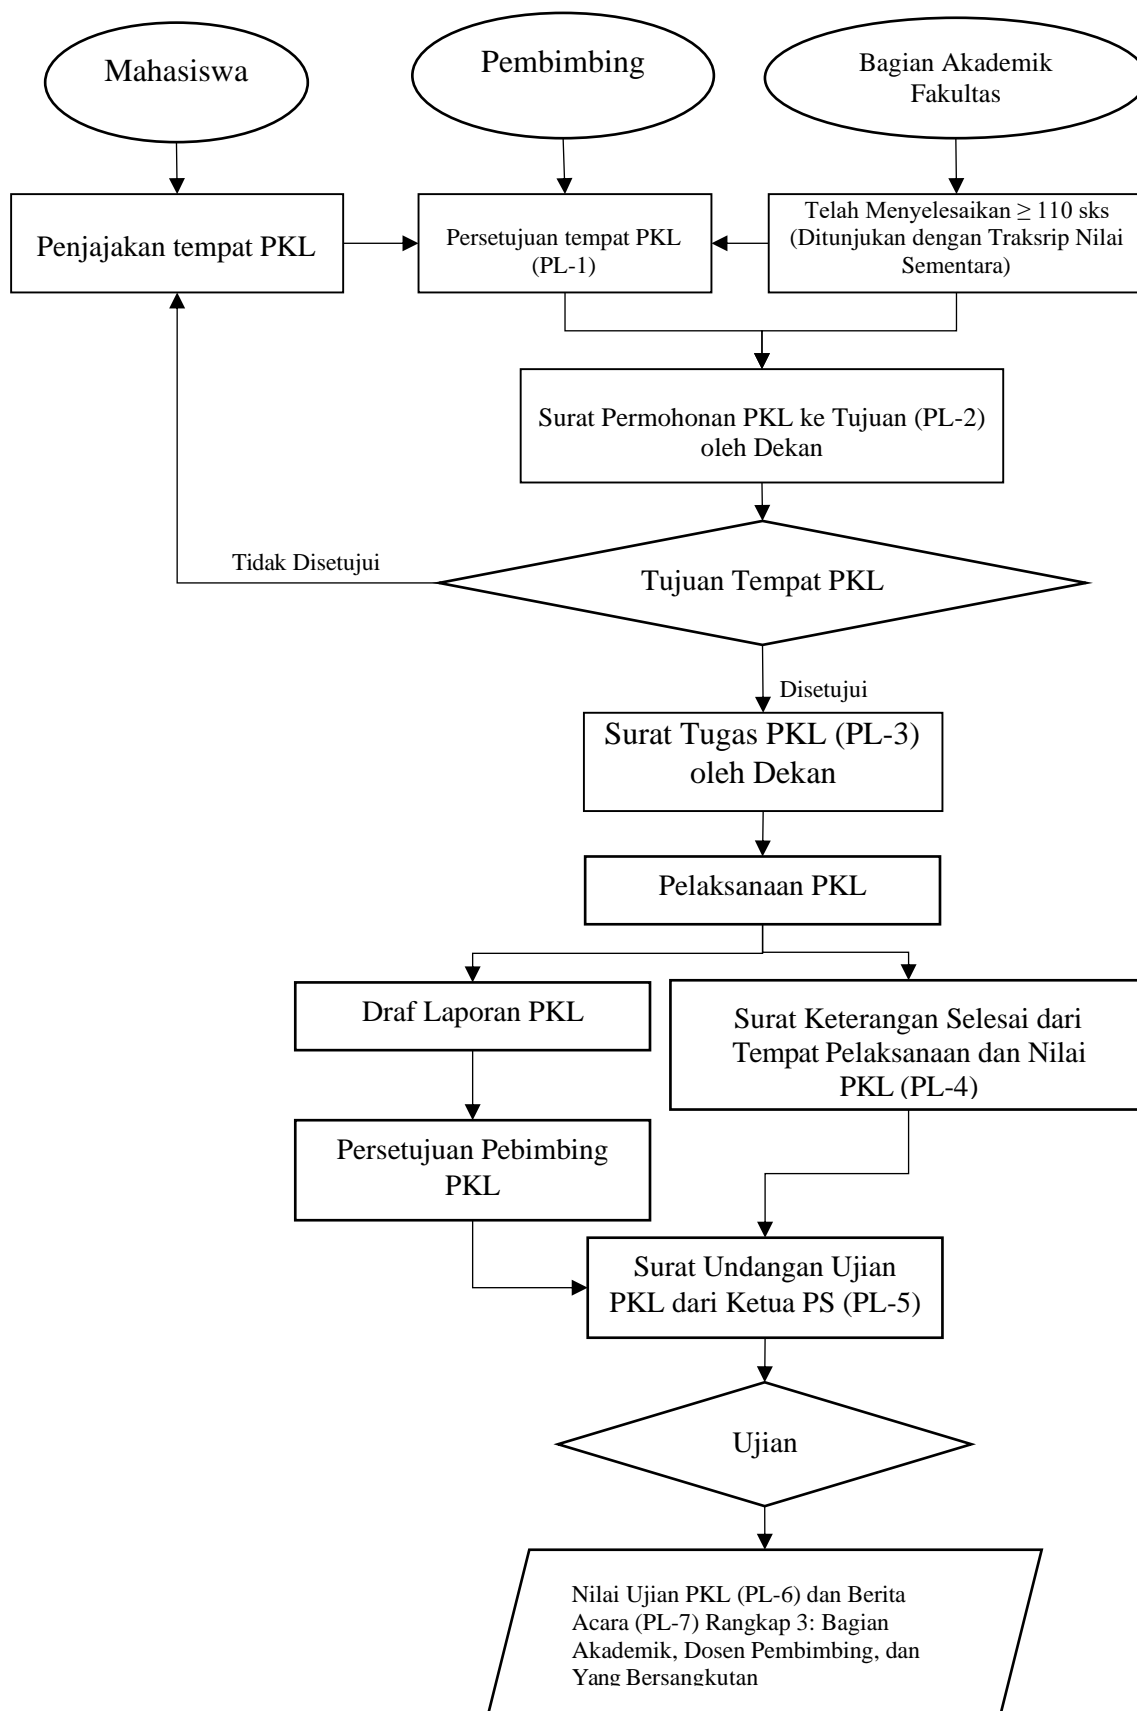 Mahasiswa
Pembimbing
Bagian Akademik
Fakultas
Penjajakan tempat PKL
Persetujuan tempat PKL
(PL-1)
Telah Menyelesaikan ≥ 110 sks
(Ditunjukan dengan Traksrip Nilai
Sementara)
Surat Permohonan PKL ke Tujuan (PL-2)
oleh Dekan
Tidak Disetujui
Tujuan Tempat PKL
Disetujui
Surat Tugas PKL (PL-3)
oleh Dekan
Pelaksanaan PKL
Draf Laporan PKL
Surat Keterangan Selesai dari
Tempat Pelaksanaan dan Nilai
PKL (PL-4)
Persetujuan Pebimbing
PKL
Surat Undangan Ujian
PKL dari Ketua PS (PL-5)
Ujian
Nilai Ujian PKL (PL-6) dan Berita
Acara (PL-7) Rangkap 3: Bagian
Akademik, Dosen Pembimbing, dan
Yang Bersangkutan